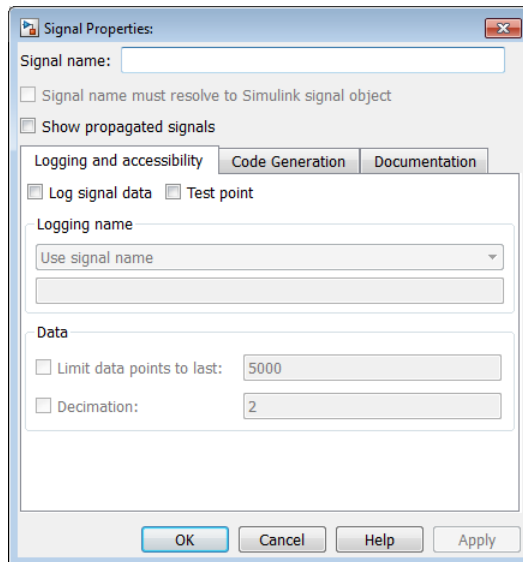 Signal Properties:
Signal name:
Signal name must resolve to Simulink signal object
Show propagated signals
Logging and accessibility Code Generation Documentation
Log signal data Test point
Logging name
Use signal name
Data
Limit data points to last: 5000
Decimation: 2
OK Cancel Help Apply